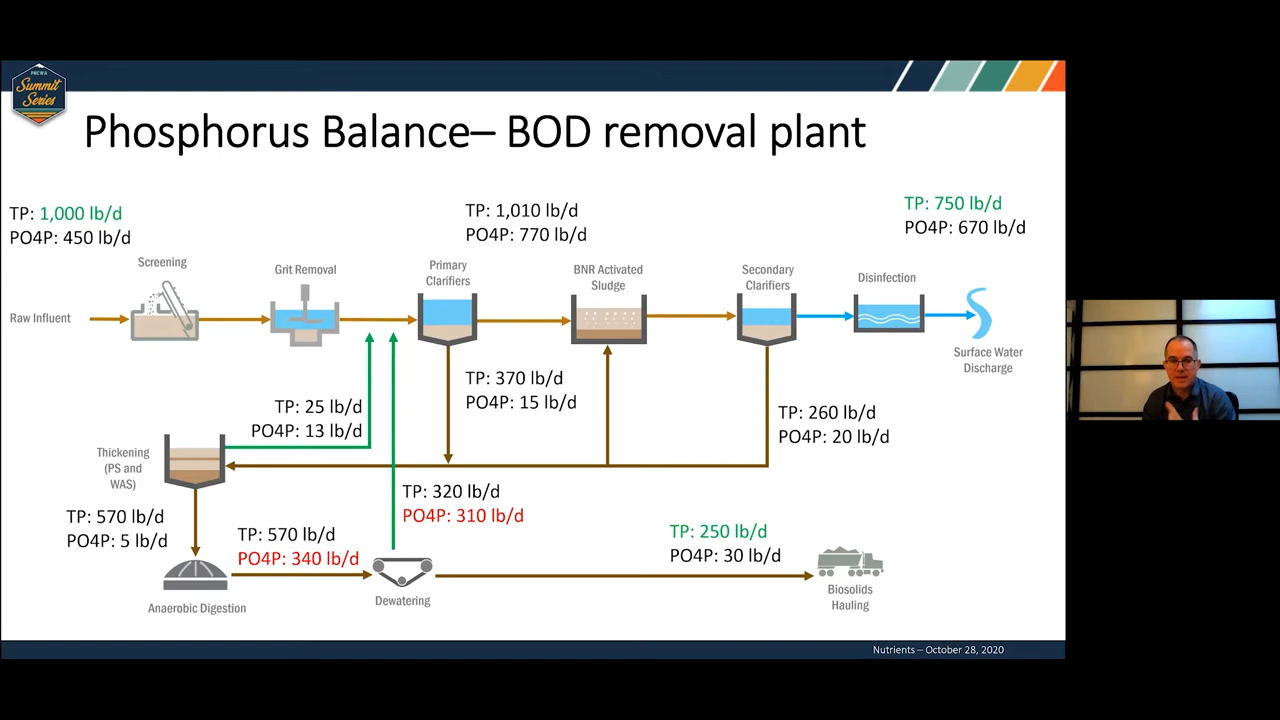 PNCWA
Summit
Series
Phosphorus Balance– BOD removal plant
TP: 1,000 lb/d
PO4P: 450 lb/d
TP: 1,010 lb/d
PO4P: 770 lb/d
TP: 750 lb/d
PO4P: 670 lb/d
Screening
Grit Removal
Primary
Clarifiers
BNR Activated
Sludge
Secondary
Clarifiers
Disinfection
Raw Influent
Surface Water
Discharge
TP: 370 lb/d
PO4P: 15 lb/d
TP: 25 lb/d
PO4P: 13 lb/d
TP: 260 lb/d
PO4P: 20 lb/d
Thickening
(PS and
WAS)
TP: 320 lb/d
PO4P: 310 lb/d
TP: 570 lb/d
PO4P: 5 lb/d
TP: 570 lb/d
PO4P: 340 lb/d
TP: 250 lb/d
PO4P: 30 lb/d
Anaerobic Digestion
Dewatering
Biosolids
Hauling
Nutrients – October 28, 2020